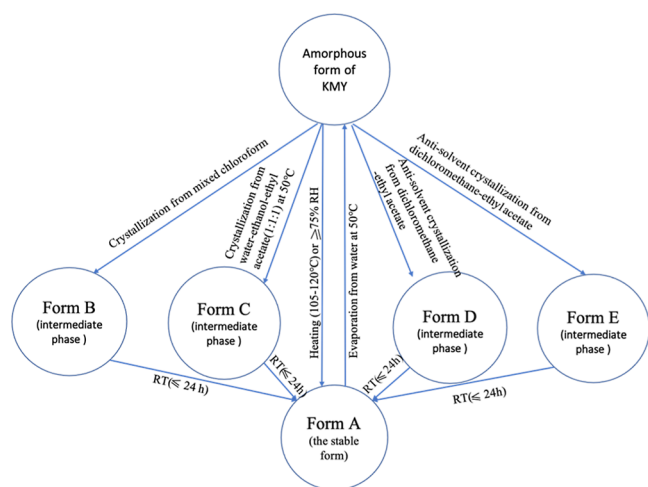 Amorphous
form of
KMY
Crystallization from mixed chloroform
Crystallization from
water-ethanol-ethyl
acetate(1:1:1) at 50℃
Heating (105-120℃) or ≥75% RH
Evaporation from water at 50℃
Anti-solvent crystallization
from dichloromethane
-ethyl acetate
Anti-solvent crystallization from
dichloromethane-ethyl acetate
Form B
(intermediate
phase )
Form C
(intermediate
phase )
Form D
(intermediate
phase )
Form E
(intermediate
phase )
RT(⩽ 24 h)
RT(⩽ 24h)
RT(⩽ 24h)
RT(⩽ 24h)
Form A
(the stable
form)